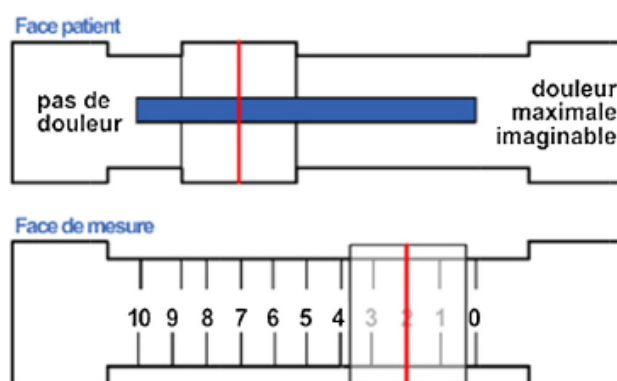 Face patient
pas de
douleur
douleur
maximale
imaginable
Face de mesure
10 9 8 7 6 5 4 3 2 1 0